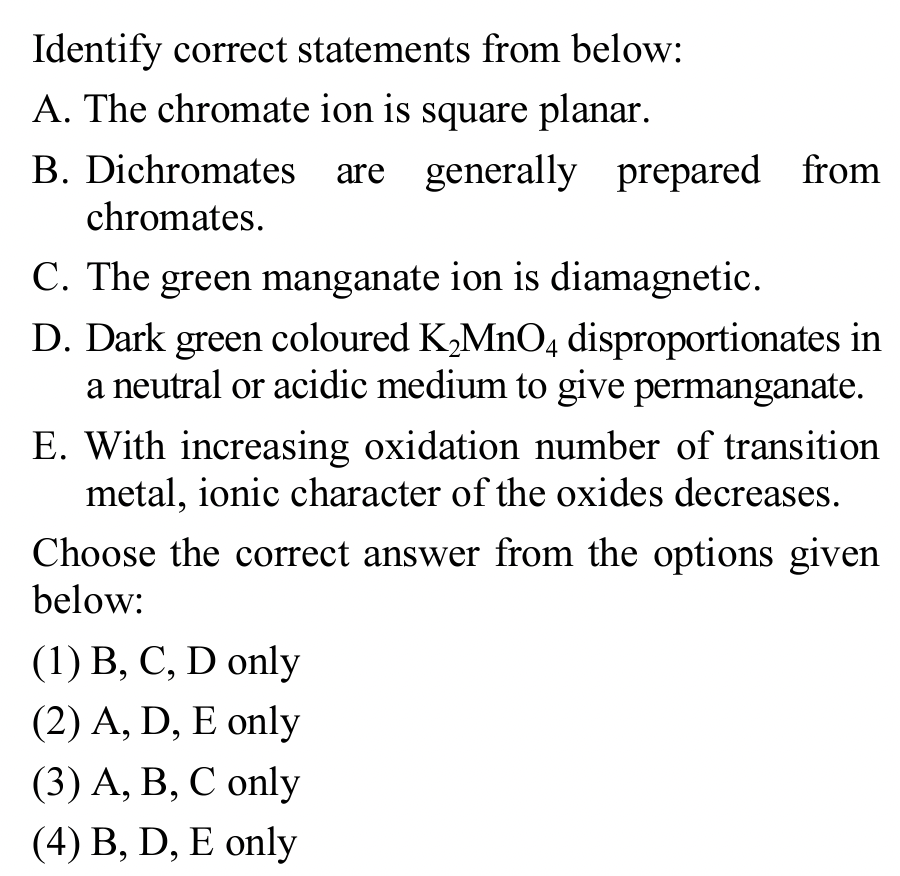 Identify correct statements from below:
A. The chromate ion is square planar.
B. Dichromates are generally prepared from
chromates.
C. The green manganate ion is diamagnetic.
D. Dark green coloured K₂MnO₄ disproportionates in
a neutral or acidic medium to give permanganate.
E. With increasing oxidation number of transition
metal, ionic character of the oxides decreases.
Choose the correct answer from the options given
below:
(1) B, C, D only
(2) A, D, E only
(3) A, B, C only
(4) B, D, E only